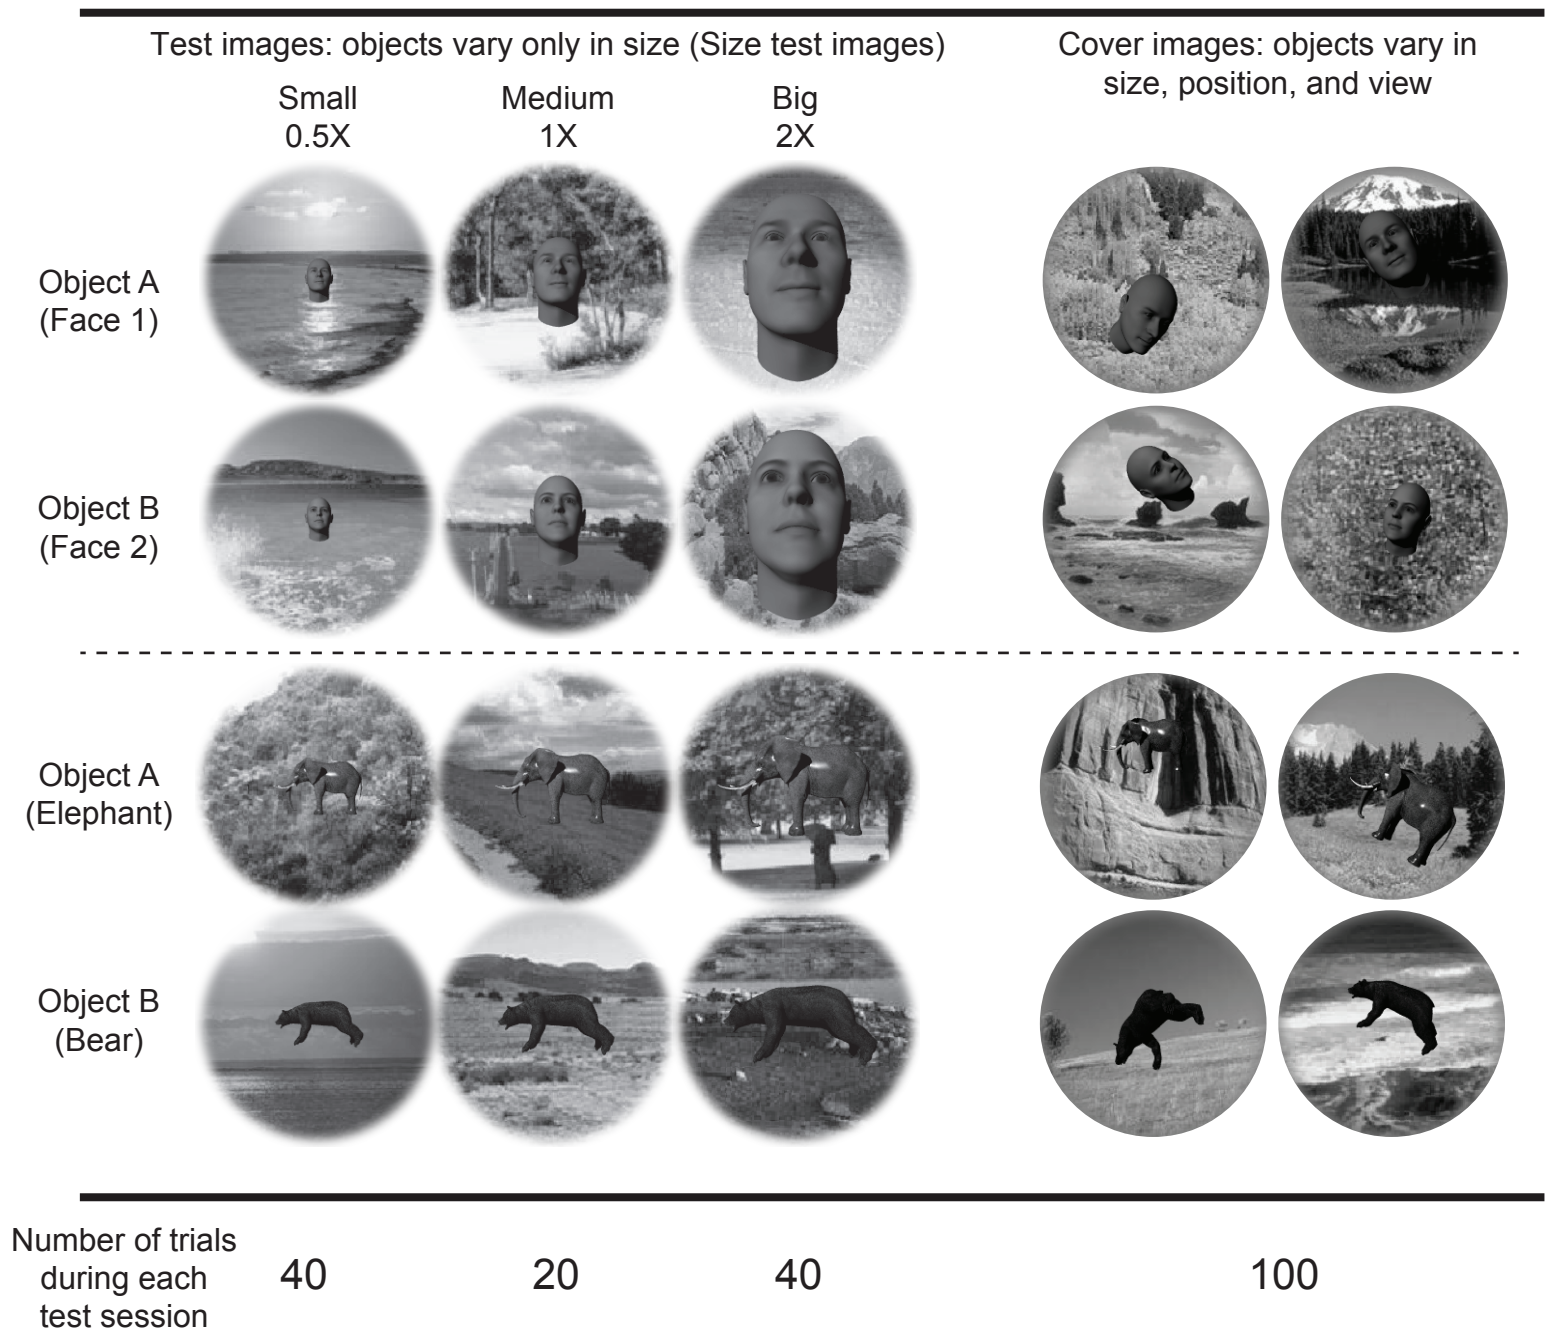 Test images: objects vary only in size (Size test images)
Cover images: objects vary in
size, position, and view
Small
0.5X
Medium
1X
Big
2X
Object A
(Face 1)
Object B
(Face 2)
Object A
(Elephant)
Object B
(Bear)
Number of trials
during each
test session
40
20
40
100